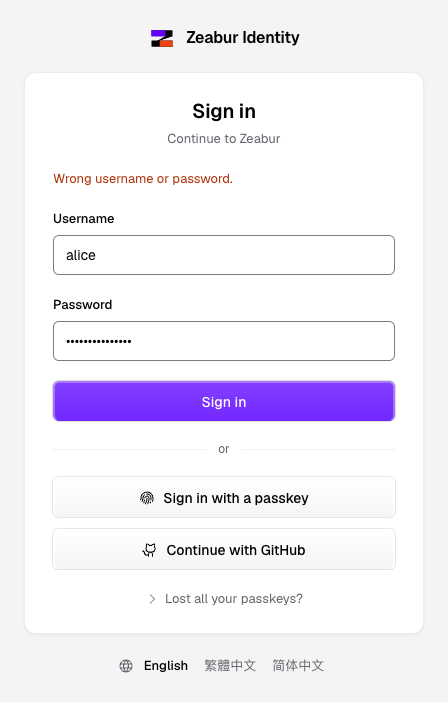 Zeabur Identity
Sign in
Continue to Zeabur
Wrong username or password.
Username
alice
Password
•••••••••••••••
Sign in
or
Sign in with a passkey
Continue with GitHub
Lost all your passkeys?
English 繁體中文 简体中文